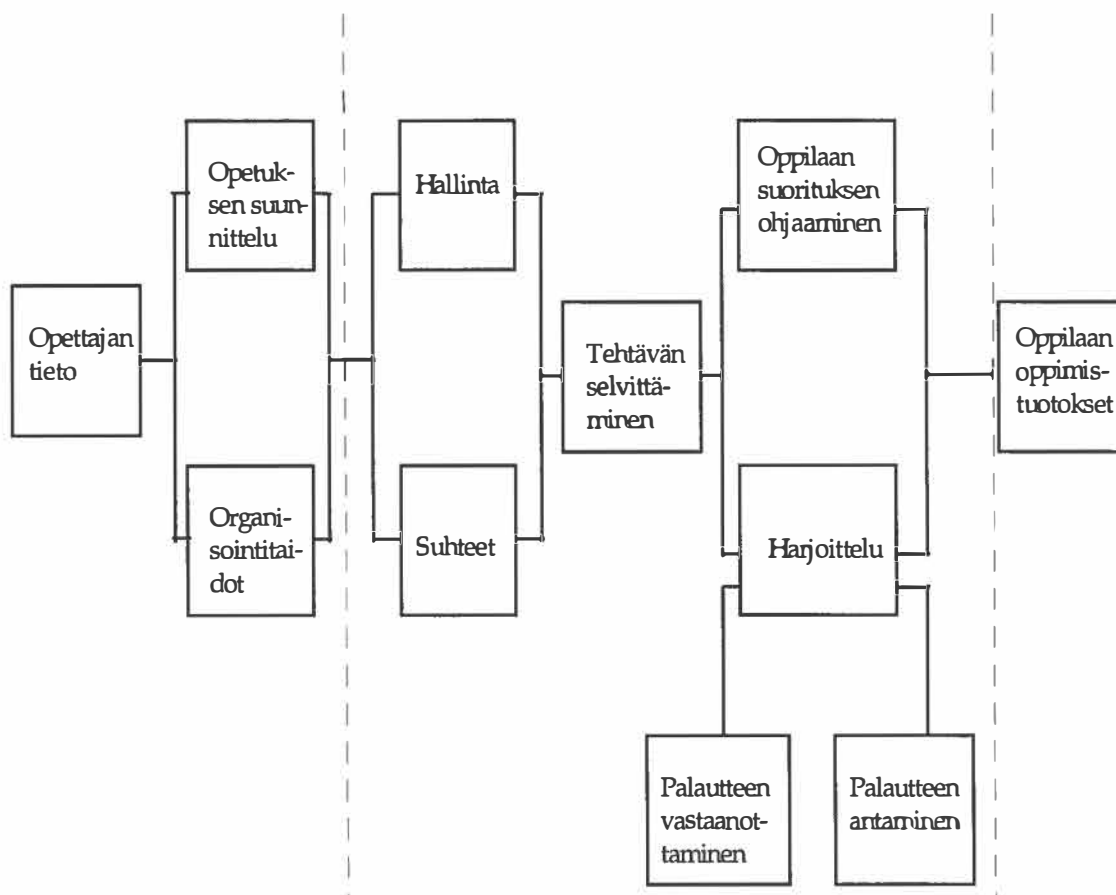 Opetuk-
sen suun-
nittelu
Hallinta
Oppilaan
suorituksen
ohjaaminen
Opettajan
tieto
Tehtävän
selvittä-
minen
Oppilaan
oppimis-
tuotokset
Organi-
sointitai-
dot
Suhteet
Harjoittelu
Palautteen
vastaanot-
taminen
Palautteen
antaminen